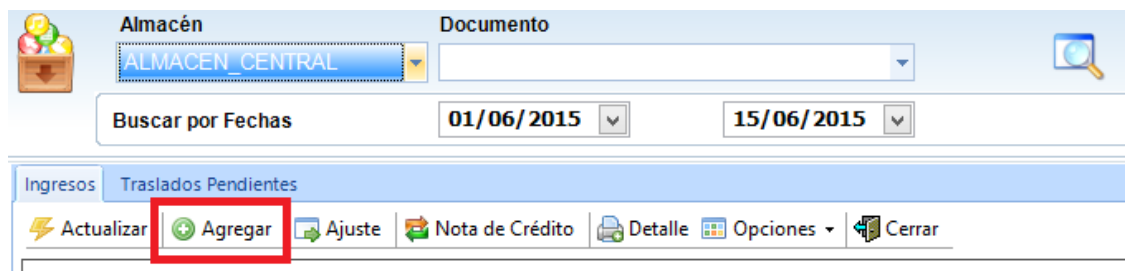 Almacén Documento
ALMACEN_CENTRAL
Buscar por Fechas 01/06/2015 15/06/2015
Ingresos Traslados Pendientes
Actualizar Agregar Ajuste Nota de Crédito Detalle Opciones Cerrar